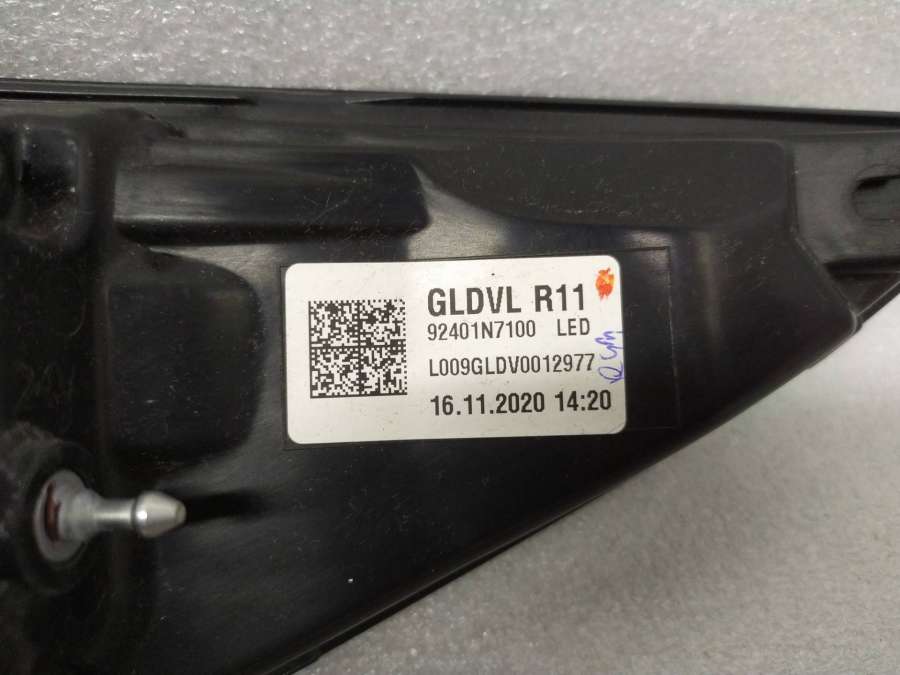 GLDVL R11
92401N7100 LED
L009GLDV0012977
16.11.2020 14:20